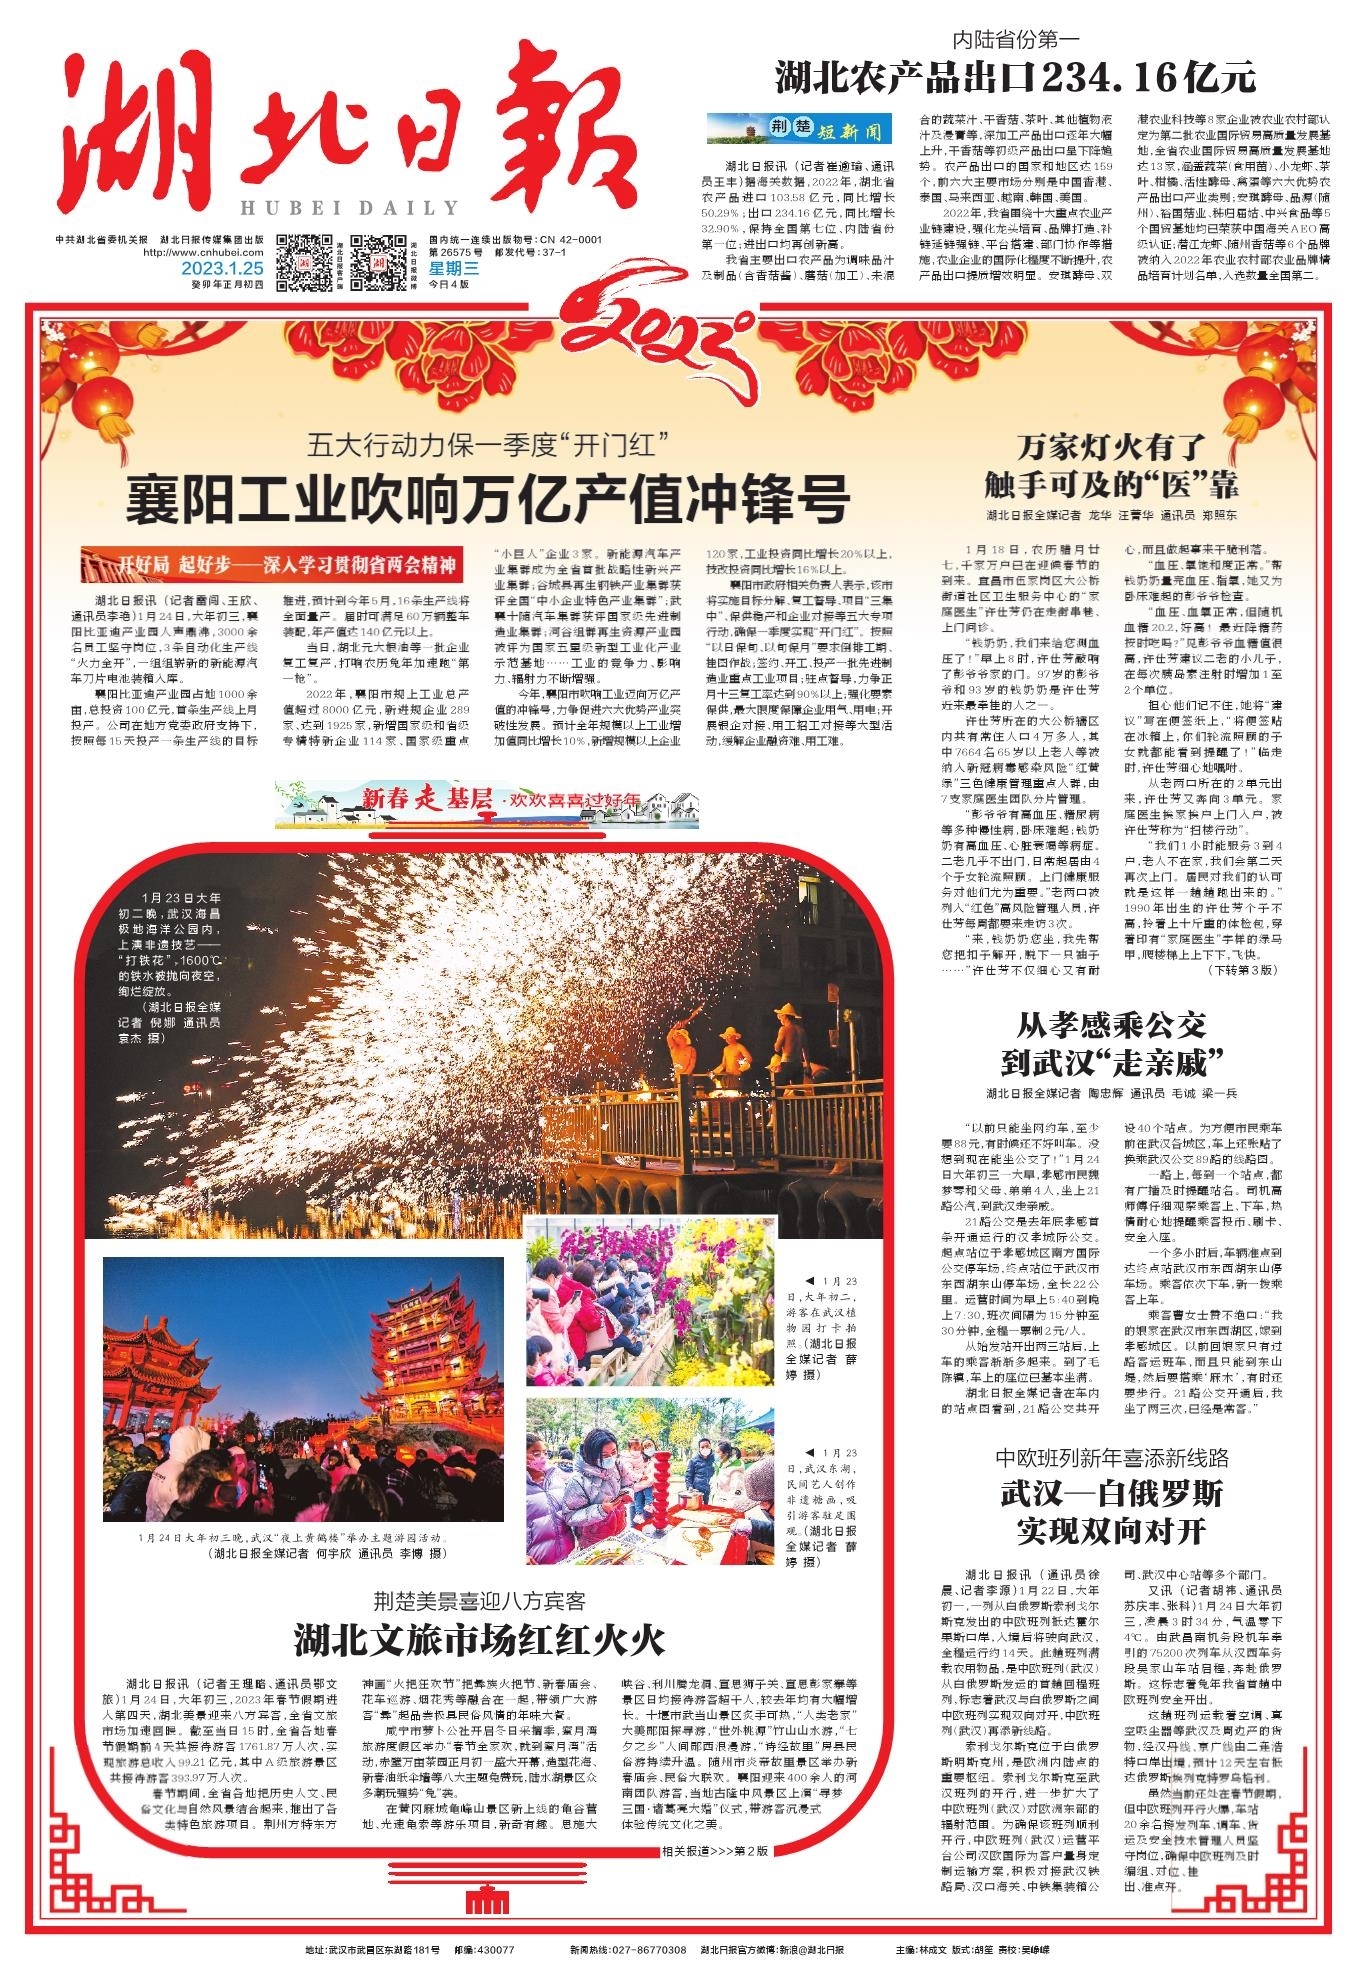 湖北日报
HUBEI DAILY
中共湖北省委机关报 湖北日报传媒集团出版
http://www.cnhubei.com
2023.1.25
癸卯年正月初四
湖北日报客户端
湖北日报微博
国内统一连续出版物号:CN 42-0001
第26575号 邮发代号:37-1
星期三
今日4版
内陆省份第一
湖北农产品出口234.16亿元
荆楚短新闻
湖北日报讯(记者崔逾瑜、通讯
员王丰)据海关数据,2022年,湖北省
农产品进口103.58亿元,同比增长
50.29%;出口234.16亿元,同比增长
32.90%,保持全国第七位、内陆省份
第一位;进出口均再创新高。
我省主要出口农产品为调味品汁
及制品(含香菇酱)、蘑菇(加工)、未混
合的蔬菜汁、干香菇、茶叶、其他植物液
汁及浸膏等,深加工产品出口逐年大幅
上升,干香菇等初级产品出口呈下降趋
势。农产品出口的国家和地区达159
个,前六大主要市场分别是中国香港、
泰国、马来西亚、越南、韩国、美国。
2022年,我省围绕十大重点农业产
业链建设,强化龙头培育、品牌打造、补
链延链强链、平台搭建、部门协作等措
施,农业企业的国际化程度不断提升,农
产品出口提质增效明显。安琪酵母、双
港农业科技等8家企业被农业农村部认
定为第二批农业国际贸易高质量发展基
地,全省农业国际贸易高质量发展基地
达13家,涵盖蔬菜(食用菌)、小龙虾、茶
叶、柑橘、活性酵母、禽蛋等六大优势农
产品出口产业类别;安琪酵母、品源(随
州)、裕国菇业、秭归屈姑、中兴食品等5
个国贸基地均已荣获中国海关AEO高
级认证;潜江龙虾、随州香菇等6个品牌
被纳入2022年农业农村部农业品牌精
品培育计划名单,入选数量全国第二。
2023
五大行动力保一季度“开门红”
襄阳工业吹响万亿产值冲锋号
开好局 起好步——深入学习贯彻省两会精神
湖北日报讯(记者雷闯、王欣、
通讯员李艳)1月24日,大年初三,襄
阳比亚迪产业园人声鼎沸,3000余
名员工坚守岗位,3条自动化生产线
“火力全开”,一组组崭新的新能源汽
车刀片电池装箱入库。
襄阳比亚迪产业园占地1000余
亩,总投资100亿元,首条生产线上月
投产。公司在地方党委政府支持下,
按照每15天投产一条生产线的目标
推进,预计到今年5月,16条生产线将
全面量产。届时可满足60万辆整车
装配,年产值达140亿元以上。
当日,湖北元大粮油等一批企业
复工复产,打响农历兔年加速跑“第
一枪”。
2022年,襄阳市规上工业总产
值超过8000亿元,新进规企业289
家、达到1925家,新增国家级和省级
专精特新企业114家、国家级重点
“小巨人”企业3家。新能源汽车产
业集群成为全省首批战略性新兴产
业集群;谷城县再生钢铁产业集群获
评全国“中小企业特色产业集群”;武
襄十随汽车集群获评国家级先进制
造业集群;河谷组群再生资源产业园
被评为国家五星级新型工业化产业
示范基地……工业的竞争力、影响
力、辐射力不断增强。
今年,襄阳市吹响工业迈向万亿产
值的冲锋号,力争促进六大优势产业突
破性发展。预计全年规模以上工业增
加值同比增长10%,新增规模以上企业
120家,工业投资同比增长20%以上,
技改投资同比增长16%以上。
襄阳市政府相关负责人表示,该市
将实施目标分解、复工督导、项目“三集
中”、保供稳产和企业对接等五大专项
行动,确保一季度实现“开门红”。按照
“以日保旬、以旬保月”要求倒排工期、
挂图作战;签约、开工、投产一批先进制
造业重点工业项目;驻点督导,力争正
月十三复工率达到90%以上;强化要素
保供,最大限度保障企业用气、用电;开
展银企对接、用工招工对接等大型活
动,缓解企业融资难、用工难。
万家灯火有了
触手可及的“医”靠
湖北日报全媒记者 龙华 汪菁华 通讯员 郑照东
1月18日,农历腊月廿
七,千家万户已在迎候春节的
到来。宜昌市伍家岗区大公桥
街道社区卫生服务中心的“家
庭医生”许仕芳仍在走街串巷、
上门问诊。
“钱奶奶,我们来给您测血
压了!”早上8时,许仕芳敲响
了彭爷爷家的门。97岁的彭爷
爷和93岁的钱奶奶是许仕芳
近来最牵挂的人之一。
许仕芳所在的大公桥辖区
内共有常住人口4万多人,其
中7664名65岁以上老人等被
纳入新冠病毒感染风险“红黄
绿”三色健康管理重点人群,由
7支家庭医生团队分片管理。
“彭爷爷有高血压、糖尿病
等多种慢性病,卧床难起;钱奶
奶有高血压、心脏衰竭等病症。
二老几乎不出门,日常起居由4
个子女轮流照顾。上门健康服
务对他们尤为重要。”老两口被
列入“红色”高风险管理人员,许
仕芳每周都要来走访3次。
“来,钱奶奶您坐,我先帮
您把扣子解开,脱下一只袖子
……”许仕芳不仅细心又有耐
心,而且做起事来干脆利落。
“血压、氧饱和度正常。”帮
钱奶奶量完血压、指氧,她又为
卧床难起的彭爷爷检查。
“血压、血氧正常,但随机
血糖20.2,好高!最近降糖药
按时吃吗?”见彭爷爷血糖值很
高,许仕芳建议二老的小儿子,
在每次胰岛素注射时增加1至
2个单位。
担心他们记不住,她将“建
议”写在便签纸上,“将便签贴
在冰箱上,你们轮流照顾的子
女就都能看到提醒了!”临走
时,许仕芳细心地嘱咐。
从老两口所在的2单元出
来,许仕芳又奔向3单元。家
庭医生挨家挨户上门入户,被
许仕芳称为“扫楼行动”。
“我们1小时能服务3到4
户,老人不在家,我们会第二天
再次上门。居民对我们的认可
就是这样一趟趟跑出来的。”
1990年出生的许仕芳个子不
高,拎着上十斤重的体检包,穿
着印有“家庭医生”字样的绿马
甲,爬楼梯上上下下,飞快。
(下转第3版)
新春走基层·欢欢喜喜过好年
1月23日大年
初二晚,武汉海昌
极地海洋公园内,
上演非遗技艺——
“打铁花”,1600℃
的铁水被抛向夜空,
绚烂绽放。
(湖北日报全媒
记者 倪娜 通讯员
袁杰 摄)
◀ 1月23
日,大年初二,
游客在武汉植
物园打卡拍
照。(湖北日报
全媒记者 薛
婷 摄)
◀ 1月23
日,武汉东湖,
民间艺人创作
非遗糖画,吸
引游客驻足围
观。(湖北日报
全媒记者 薛
婷 摄)
1月24日大年初三晚,武汉“夜上黄鹤楼”举办主题游园活动。
(湖北日报全媒记者 何宇欣 通讯员 李博 摄)
荆楚美景喜迎八方宾客
湖北文旅市场红红火火
湖北日报讯(记者王理略、通讯员鄂文
旅)1月24日,大年初三,2023年春节假期进
入第四天,湖北美景迎来八方宾客,全省文旅
市场加速回暖。截至当日15时,全省各地春
节假期前4天共接待游客1761.87万人次,实
现旅游总收入99.21亿元,其中A级旅游景区
共接待游客393.97万人次。
春节期间,全省各地把历史人文、民
俗文化与自然风景结合起来,推出了各
类特色旅游项目。荆州方特东方
神画“火把狂欢节”把彝族火把节、新春庙会、
花车巡游、烟花秀等融合在一起,带领广大游
客“彝”起品尝极具民俗风情的年味大餐。
咸宁市萝卜公社开启冬日采摘季,蜜月湾
旅游度假区举办“春节全家欢,就到蜜月湾”活
动,赤壁万亩茶园正月初一盛大开幕,造型花海、
新春油纸伞墙等八大主题免费玩,陆水湖景区众
多潮玩强势“兔”袭。
在黄冈麻城龟峰山景区新上线的龟谷营
地、光速龟索等游乐项目,新奇有趣。恩施大
峡谷、利川腾龙洞、宣恩狮子关、宣恩彭家寨等
景区日均接待游客超千人,较去年均有大幅增
长。十堰市武当山景区炙手可热,“人类老家”
大美郧阳探寻游,“世外桃源”竹山山水游,“七
夕之乡”人间郧西浪漫游,“诗经故里”房县民
俗游持续升温。随州市炎帝故里景区举办新
春庙会、民俗大联欢。襄阳迎来400余人的河
南团队游客,当地古隆中风景区上演“寻梦
三国·诸葛亮大婚”仪式,带游客沉浸式
体验传统文化之美。
相关报道>>>第2版
从孝感乘公交
到武汉“走亲戚”
湖北日报全媒记者 陶忠辉 通讯员 毛诚 梁一兵
“以前只能坐网约车,至少
要88元,有时候还不好叫车。没
想到现在能坐公交了!”1月24
日大年初三一大早,孝感市民魏
梦琴和父母、弟弟4人,坐上21
路公汽,到武汉走亲戚。
21路公交是去年底孝感首
条开通运行的汉孝城际公交。
起点站位于孝感城区南方国际
公交停车场,终点站位于武汉市
东西湖东山停车场,全长22公
里。运营时间为早上5:40到晚
上7:30,班次间隔为15分钟至
30分钟,全程一票制2元/人。
从始发站开出两三站后,上
车的乘客渐渐多起来。到了毛
陈镇,车上的座位已基本坐满。
湖北日报全媒记者在车内
的站点图看到,21路公交共开
设40个站点。为方便市民乘车
前往武汉各城区,车上还张贴了
换乘武汉公交89路的线路图。
一路上,每到一个站点,都
有广播及时提醒站名。司机高
师傅仔细观察乘客上、下车,热
情耐心地提醒乘客投币、刷卡、
安全入座。
一个多小时后,车辆准点到
达终点站武汉市东西湖东山停
车场。乘客依次下车,新一拨乘
客上车。
乘客曹女士赞不绝口:“我
的娘家在武汉市东西湖区,嫁到
孝感城区。以前回娘家只有过
路客运班车,而且只能到东山
堤,然后要搭乘‘麻木’,有时还
要步行。21路公交开通后,我
坐了两三次,已经是常客。”
中欧班列新年喜添新线路
武汉—白俄罗斯
实现双向对开
湖北日报讯(通讯员徐
晨、记者李源)1月22日,大年
初一,一列从白俄罗斯索利戈尔
斯克发出的中欧班列抵达霍尔
果斯口岸,入境后将驶向武汉,
全程运行约14天。此趟班列满
载农用物品,是中欧班列(武汉)
从白俄罗斯发运的首趟回程班
列,标志着武汉与白俄罗斯之间
中欧班列实现双向对开,中欧班
列(武汉)再添新线路。
索利戈尔斯克位于白俄罗
斯明斯克州,是欧洲内陆点的
重要枢纽。索利戈尔斯克至武
汉班列的开行,进一步扩大了
中欧班列(武汉)对欧洲东部的
辐射范围。为确保该班列顺利
开行,中欧班列(武汉)运营平
台公司汉欧国际为客户量身定
制运输方案,积极对接武汉铁
路局、汉口海关、中铁集装箱公
司、武汉中心站等多个部门。
又讯(记者胡祎、通讯员
苏庆丰、张科)1月24日大年初
三,凌晨3时34分,气温零下
4℃。由武昌南机务段机车牵
引的75200次列车从汉西车务
段吴家山车站启程,奔赴俄罗
斯。这标志着兔年我省首趟中
欧班列安全开出。
这趟班列运载着空调、真
空吸尘器等武汉及周边产的货
物,经汉丹线、京广线由二连浩
特口岸出境,预计12天左右抵
达俄罗斯埃列克特罗乌格利。
虽然当前还处在春节假期,
但中欧班列开行火爆,车站
20余名接发列车、调车、货
运及安全技术管理人员坚
守岗位,确保中欧班列及时
编组、对位、挂
出、准点开。
地址:武汉市武昌区东湖路181号 邮编:430077 新闻热线:027-86770308 湖北日报官方微博:新浪@湖北日报 主编:林成文 版式:胡笙 责校:吴峥嵘